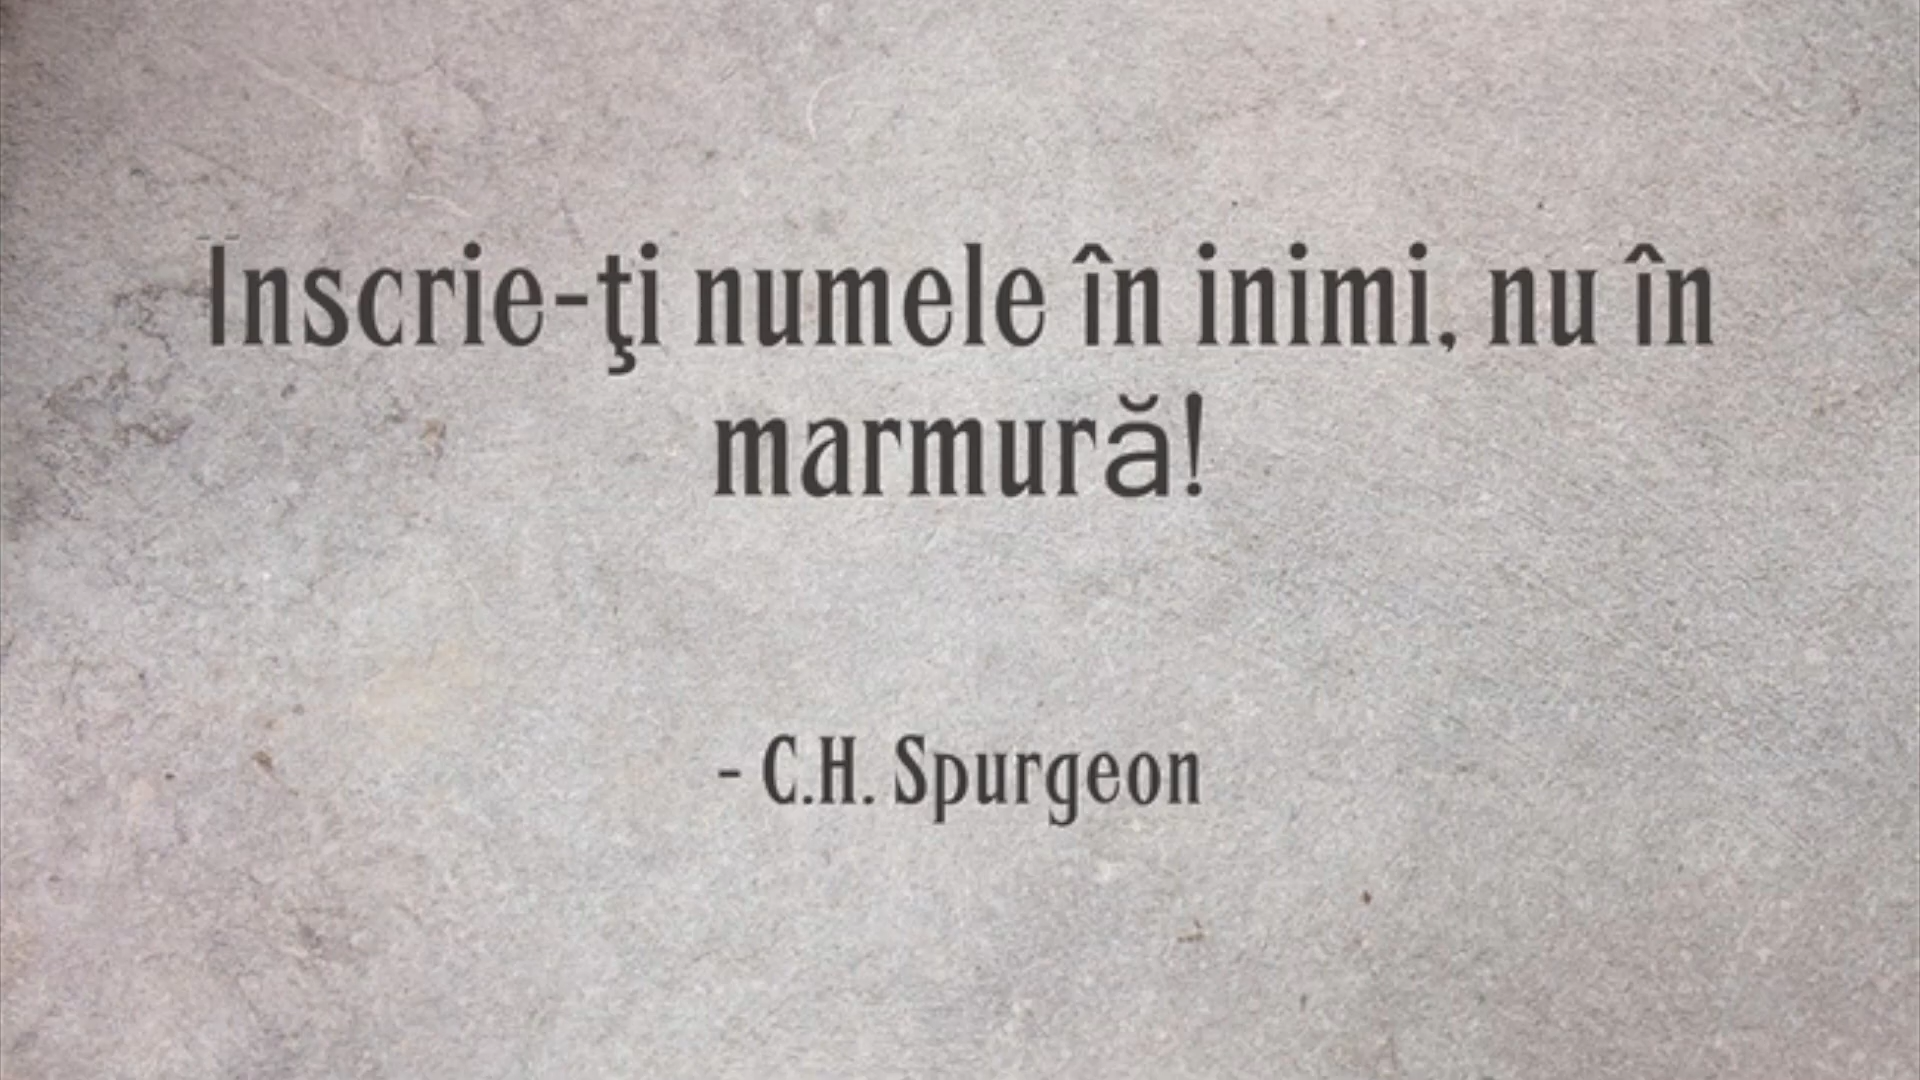 Inscrie-ţi numele în inimi, nu în
marmură!
- C.H. Spurgeon